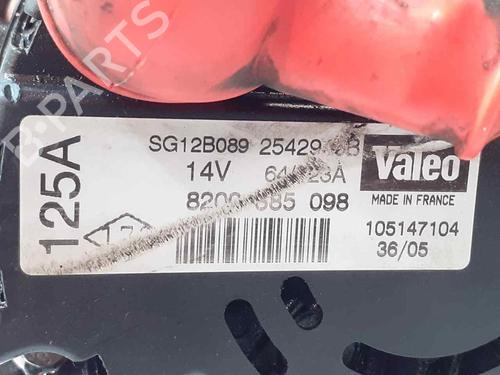 125A
SG12B089
14V
8200 098
Valeo
MADE IN FRANCE
105147104
36/05
B-PARTS